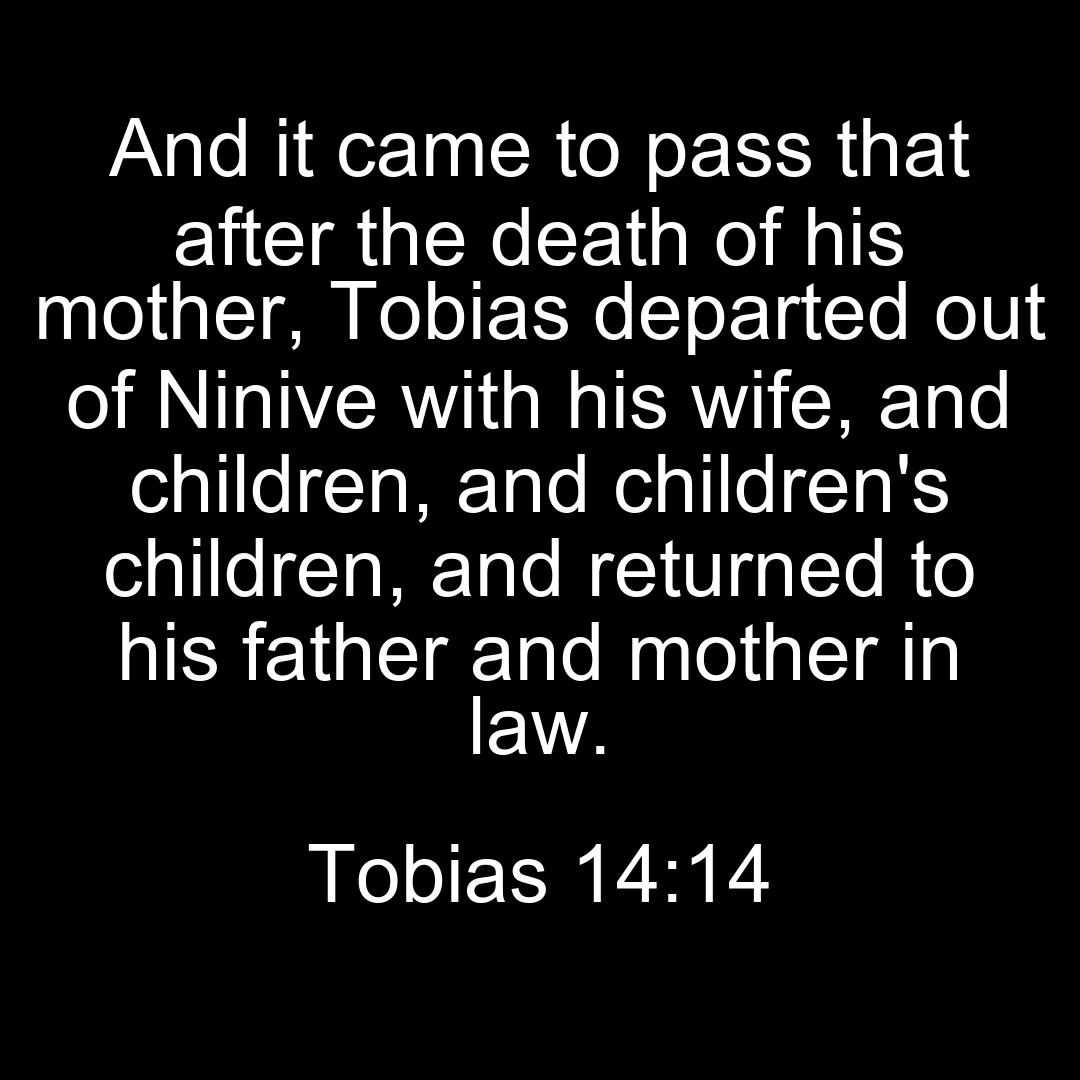 And it came to pass that
after the death of his
mother, Tobias departed out
of Ninive with his wife, and
children, and children's
children, and returned to
his father and mother in
law.
Tobias 14:14